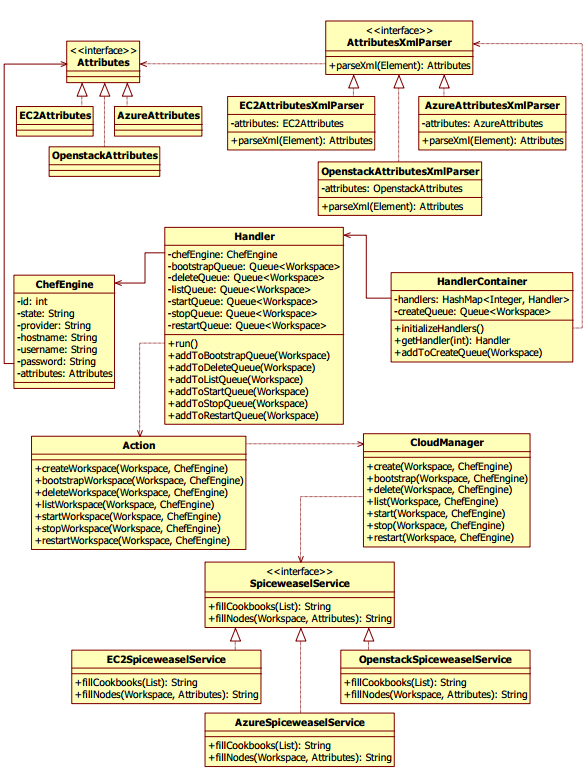 <<interface>>
Attributes
<<interface>>
AttributesXmlParser
+parseXml(Element): Attributes
EC2Attributes
AzureAttributes
OpenstackAttributes
EC2AttributesXmlParser
-attributes: EC2Attributes
+parseXml(Element): Attributes
AzureAttributesXmlParser
-attributes: AzureAttributes
+parseXml(Element): Attributes
OpenstackAttributesXmlParser
-attributes: OpenstackAttributes
+parseXml(Element): Attributes
Handler
-chefEngine: ChefEngine
-bootstrapQueue: Queue<Workspace>
-deleteQueue: Queue<Workspace>
-listQueue: Queue<Workspace>
-startQueue: Queue<Workspace>
-stopQueue: Queue<Workspace>
-restartQueue: Queue<Workspace>
+run()
+addToBootstrapQueue(Workspace)
+addToDeleteQueue(Workspace)
+addToListQueue(Workspace)
+addToStartQueue(Workspace)
+addToStopQueue(Workspace)
+addToRestartQueue(Workspace)
ChefEngine
-id: int
-state: String
-provider: String
-hostname: String
-username: String
-password: String
-attributes: Attributes
HandlerContainer
-handlers: HashMap<Integer, Handler>
-createQueue: Queue<Workspace>
+initializeHandlers()
+getHandler(int): Handler
+addToCreateQueue(Workspace)
Action
+createWorkspace(Workspace, ChefEngine)
+bootstrapWorkspace(Workspace, ChefEngine)
+deleteWorkspace(Workspace, ChefEngine)
+listWorkspace(Workspace, ChefEngine)
+startWorkspace(Workspace, ChefEngine)
+stopWorkspace(Workspace, ChefEngine)
+restartWorkspace(Workspace, ChefEngine)
CloudManager
+create(Workspace, ChefEngine)
+bootstrap(Workspace, ChefEngine)
+delete(Workspace, ChefEngine)
+list(Workspace, ChefEngine)
+start(Workspace, ChefEngine)
+stop(Workspace, ChefEngine)
+restart(Workspace, ChefEngine)
<<interface>>
SpiceweaselService
+fillCookbooks(List): String
+fillNodes(Workspace, Attributes): String
EC2SpiceweaselService
+fillCookbooks(List): String
+fillNodes(Workspace, Attributes): String
OpenstackSpiceweaselService
+fillCookbooks(List): String
+fillNodes(Workspace, Attributes): String
AzureSpiceweaselService
+fillCookbooks(List): String
+fillNodes(Workspace, Attributes): String